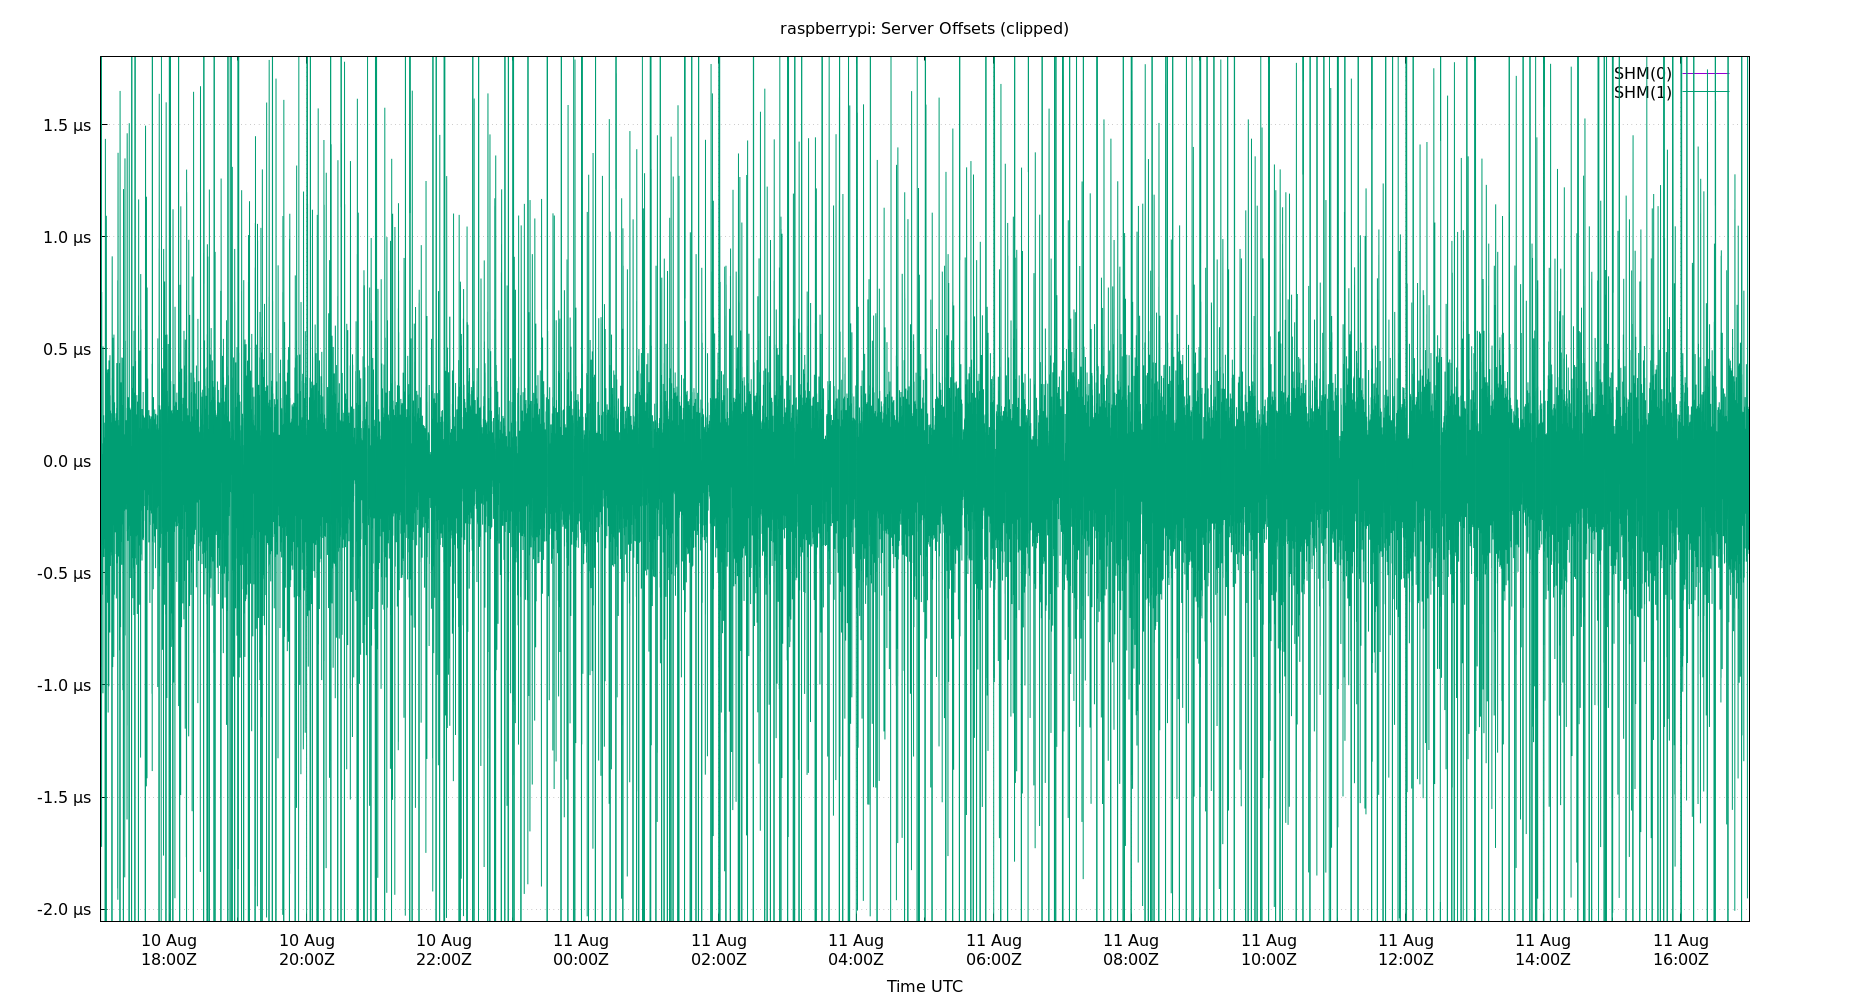 raspberrypi: Server Offsets (clipped)
SHM(0)
SHM(1)
1.5 µs
1.0 µs
0.5 µs
0.0 µs
-0.5 µs
-1.0 µs
-1.5 µs
-2.0 µs
10 Aug 10 Aug 10 Aug 11 Aug 11 Aug 11 Aug 11 Aug 11 Aug 11 Aug 11 Aug 11 Aug 11 Aug
18:00Z 20:00Z 22:00Z 00:00Z 02:00Z 04:00Z 06:00Z 08:00Z 10:00Z 12:00Z 14:00Z 16:00Z
Time UTC